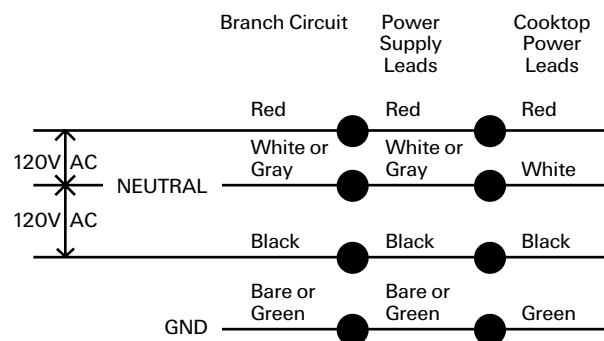 Branch Circuit
Power
Supply
Leads
Cooktop
Power
Leads
Red
Red
Red
120V AC
White or
Gray
White or
Gray
White
NEUTRAL
120V AC
Black
Black
Black
Bare or
Green
Bare or
Green
Green
GND